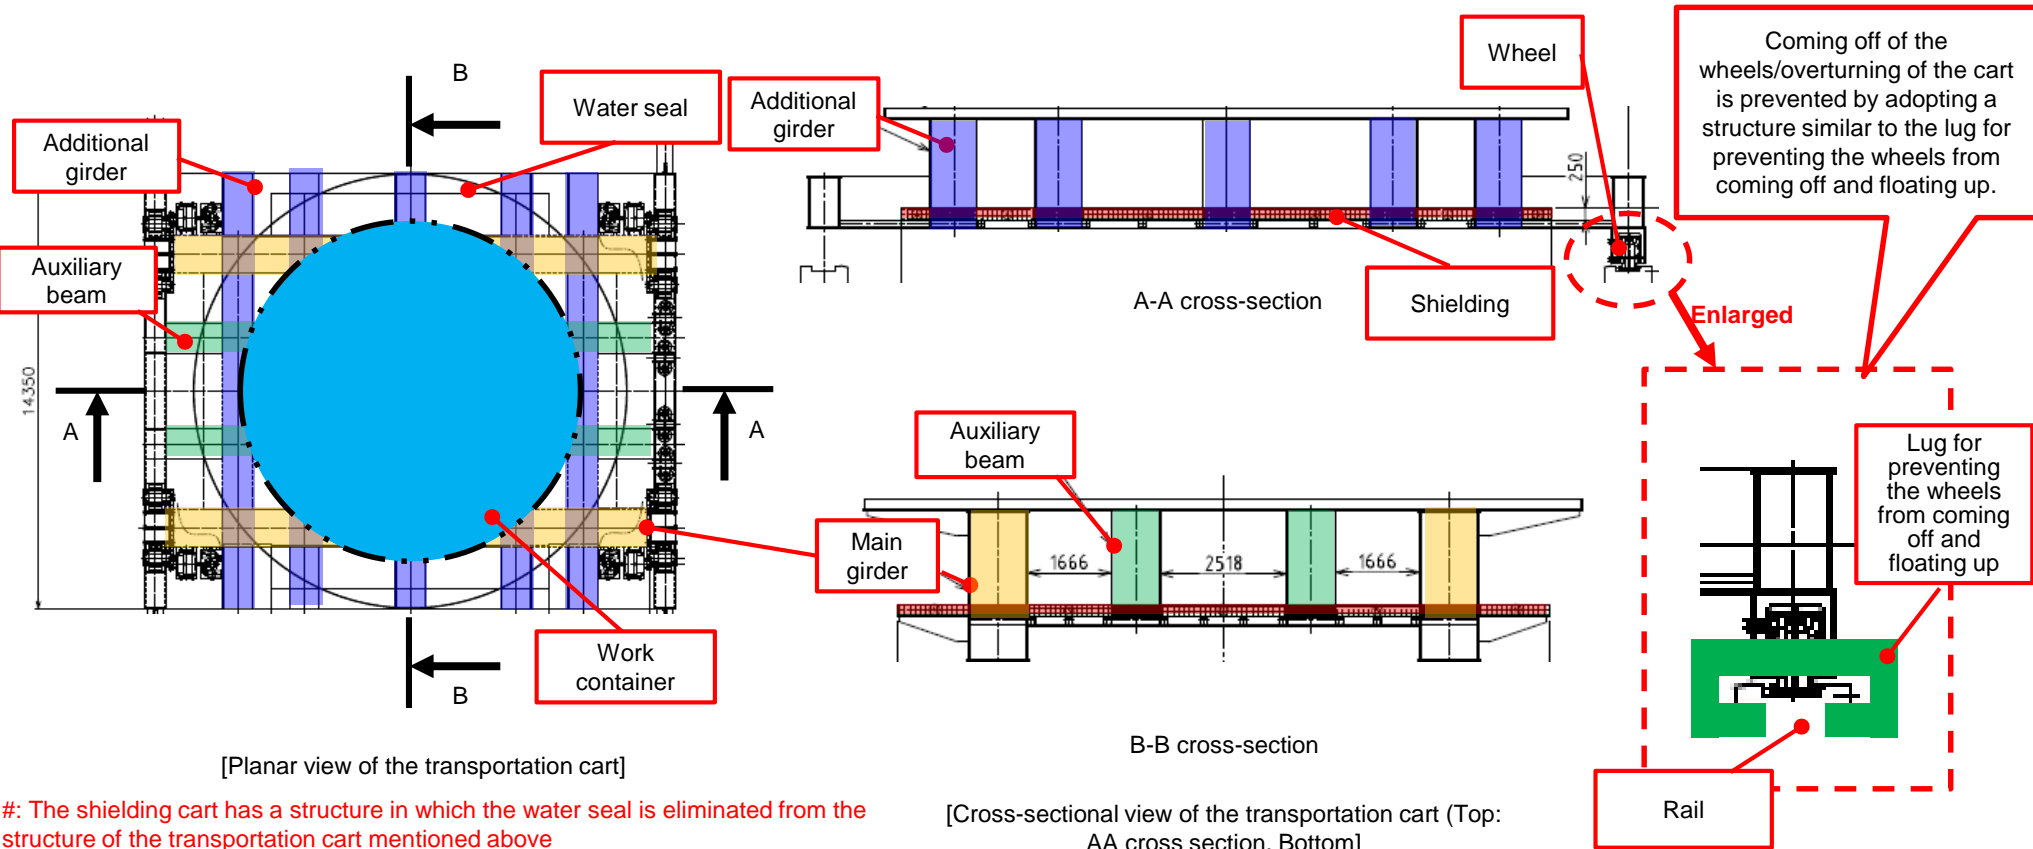 B
Water seal
Additional
girder
Auxiliary
beam
14350
A
A
B
Work
container
Main
girder
[Planar view of the transportation cart]
#: The shielding cart has a structure in which the water seal is eliminated from the
structure of the transportation cart mentioned above
Additional
girder
Wheel
250
A-A cross-section
Shielding
Enlarged
Coming off of the
wheels/overturning of the cart
is prevented by adopting a
structure similar to the lug for
preventing the wheels from
coming off and floating up.
Auxiliary
beam
1666
2518
1666
B-B cross-section
[Cross-sectional view of the transportation cart (Top:
AA cross section, Bottom]
Lug for
preventing
the wheels
from coming
off and
floating up
Rail